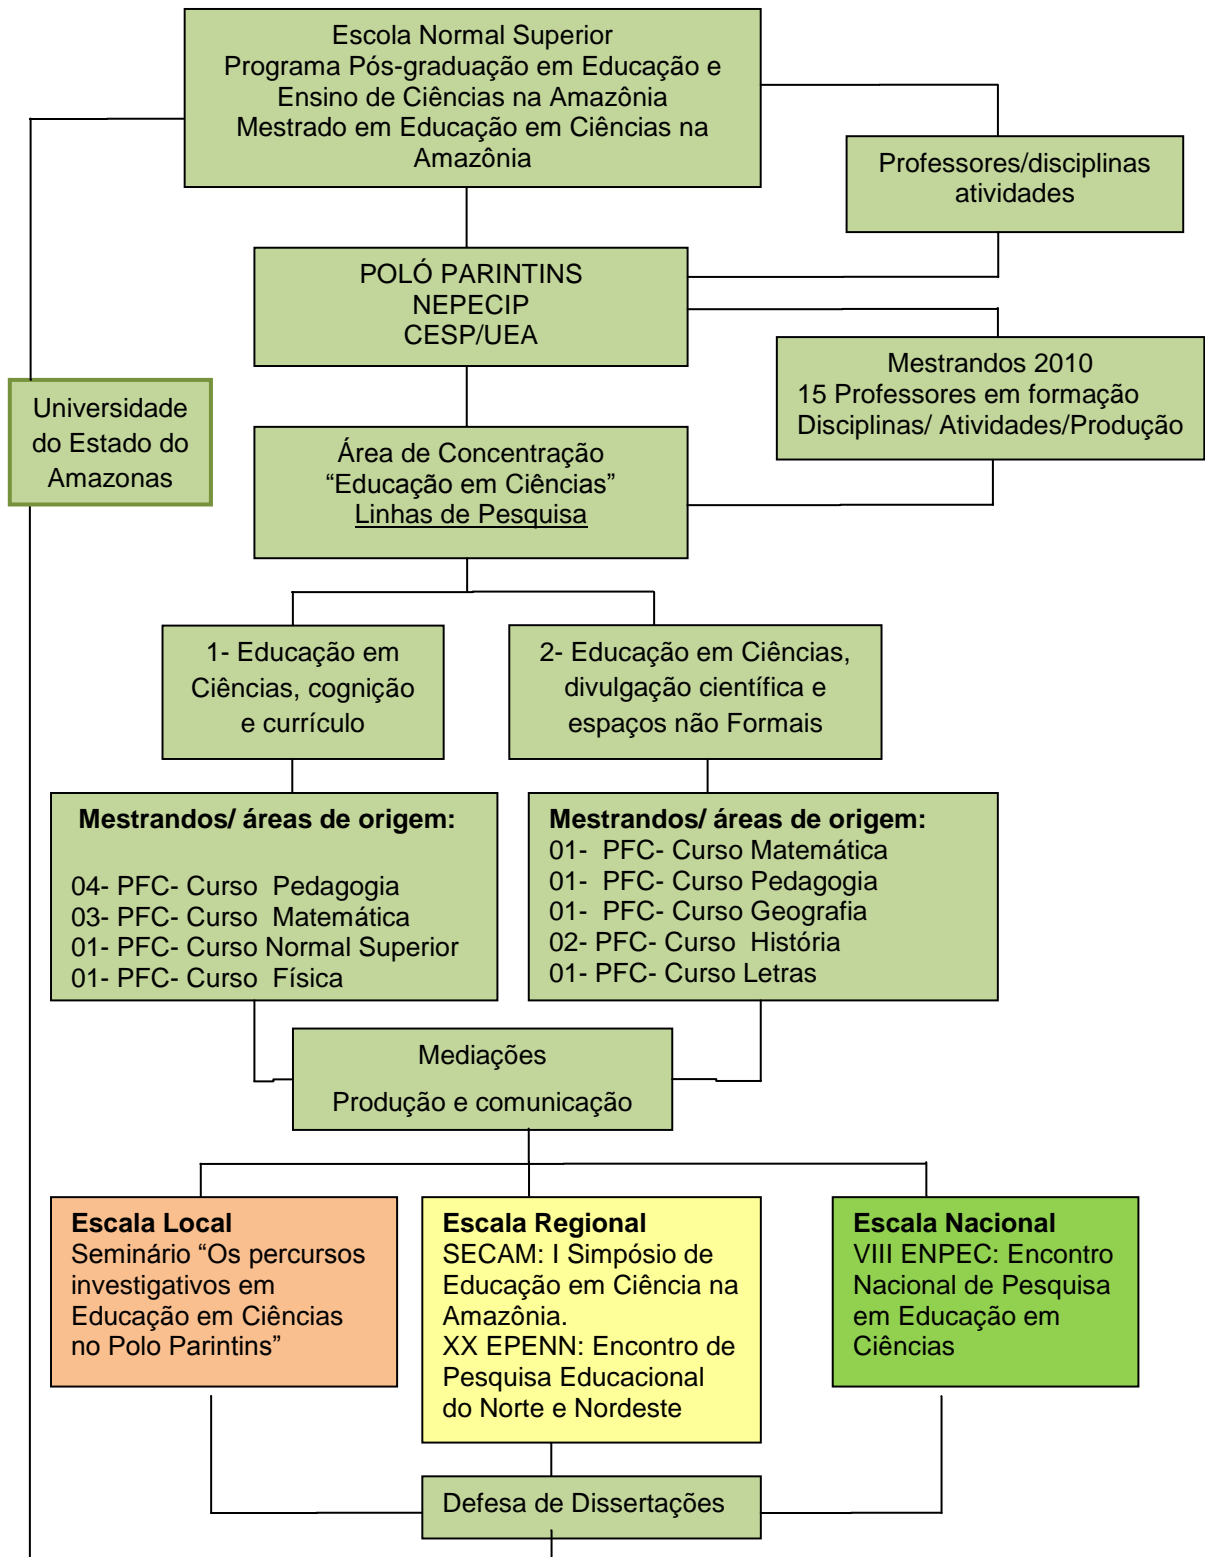 Escola Normal Superior
Programa Pós-graduação em Educação e
Ensino de Ciências na Amazônia
Mestrado em Educação em Ciências na
Amazônia
Professores/disciplinas
atividades
POLÓ PARINTINS
NEPECIP
CESP/UEA
Mestrandos 2010
15 Professores em formação
Disciplinas/ Atividades/Produção
Universidade
do Estado do
Amazonas
Área de Concentração
“Educação em Ciências”
Linhas de Pesquisa
1- Educação em
Ciências, cognição
e currículo
2- Educação em Ciências,
divulgação científica e
espaços não Formais
Mestrandos/ áreas de origem:
04- PFC- Curso Pedagogia
03- PFC- Curso Matemática
01- PFC- Curso Normal Superior
01- PFC- Curso Física
Mestrandos/ áreas de origem:
01- PFC- Curso Matemática
01- PFC- Curso Pedagogia
01- PFC- Curso Geografia
02- PFC- Curso História
01- PFC- Curso Letras
Mediações
Produção e comunicação
Escala Local
Seminário “Os percursos
investigativos em
Educação em Ciências
no Polo Parintins”
Escala Regional
SECAM: I Simpósio de
Educação em Ciência na
Amazônia.
XX EPENN: Encontro de
Pesquisa Educacional
do Norte e Nordeste
Escala Nacional
VIII ENPEC: Encontro
Nacional de Pesquisa
em Educação em
Ciências
Defesa de Dissertações